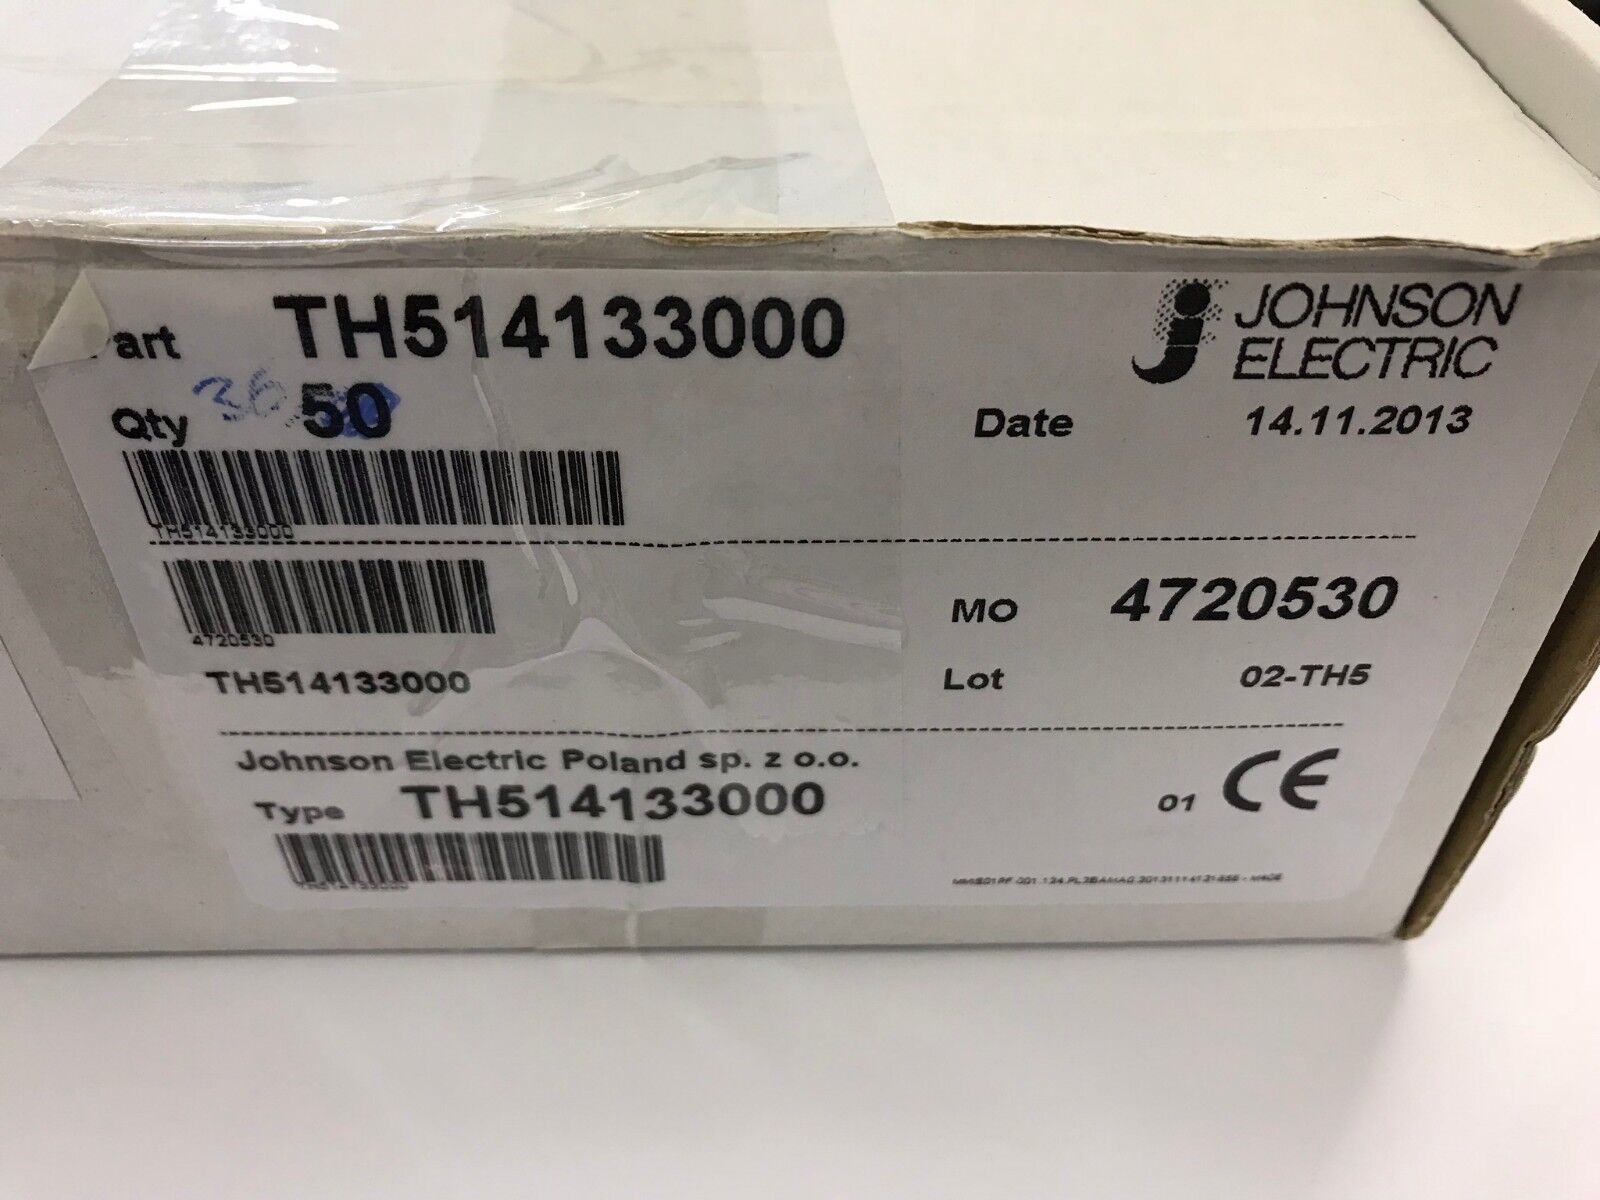 art TH514133000
JOHNSON
ELECTRIC
Qty 36 50
Date 14.11.2013
TH514133000
4720530
MO 4720530
TH514133000
Lot 02-TH5
Johnson Electric Poland sp. z o.o.
Type TH514133000
01 CE
TH514133000